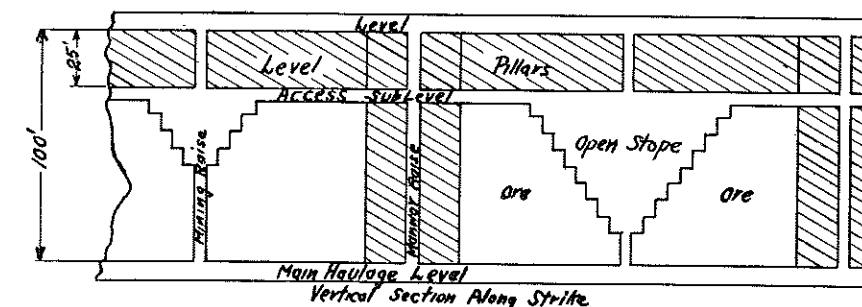 Level
25'
100'
Level Pillars
Access SubLevel
Open Stope
Ore
Ore
Mining Raise
Manway Raise
Main Haulage Level
Vertical Section Along Strike